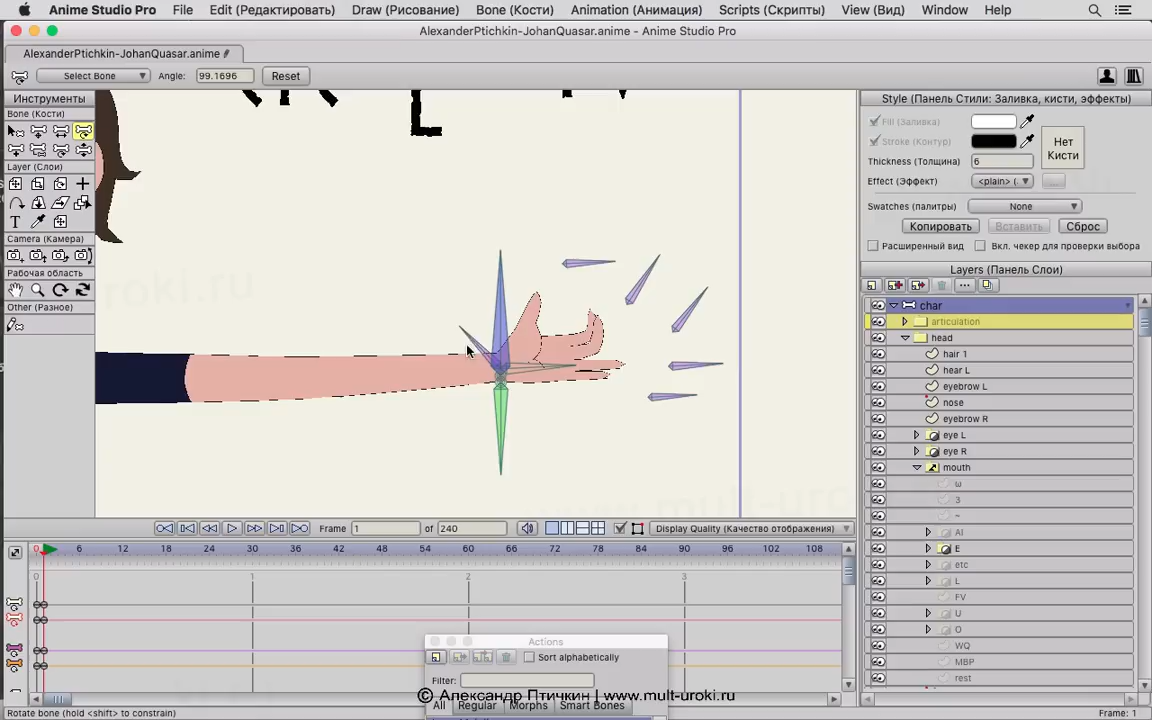 Anime Studio Pro File Edit (Редактировать) Draw (Рисование) Bone (Кости) Animation (Анимация) Scripts (Скрипты) View (Вид) Window Help
AlexanderPtichkin-JohanQuasar.anime - Anime Studio Pro
AlexanderPtichkin-JohanQuasar.anime
Select Bone Angle: 99.1696 Reset
Инструменты
Bone (Кости)
Layer (Слои)
Camera (Камера)
Рабочая область
Other (Разное)
Style (Панель Стили: Заливка, кисти, эффекты)
Fill (Заливка)
Stroke (Контур)
Нет
Кисти
Thickness (Толщина) 6
Effect (Эффект) <plain> (
Swatches (палитры) None
Копировать Вставить Сброс
Расширенный вид Вкл. чекер для проверки выбора
Layers (Панель Слои)
char
articulation
head
hair 1
hear L
eyebrow L
nose
eyebrow R
eye L
eye R
mouth
ω
3
~
AI
E
etc
L
FV
U
O
WQ
MBP
rest
Frame 1 of 240 Display Quality (Качество отображения)
0 6 12 18 24 30 36 42 48 54 60 66 72 78 84 90 96 102 108
0 1 2 3
Actions
Sort alphabetically
Filter:
© Александр Птичкин | www.mult-uroki.ru
All Regular Morphs Smart Bones
Rotate bone (hold <shift> to constrain) Frame: 1